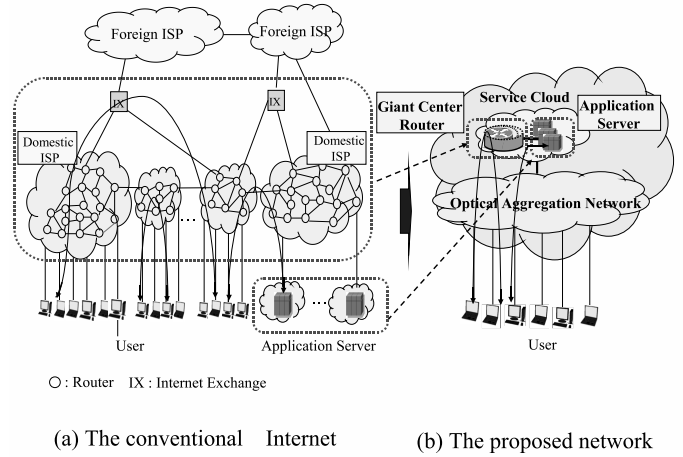 Foreign ISP
Foreign ISP
IX
IX
Domestic
ISP
Domestic
ISP
...
...
User
Application Server
: Router IX : Internet Exchange
(a) The conventional Internet
Giant Center
Router
Service Cloud
Application
Server
Optical Aggregation Network
User
(b) The proposed network